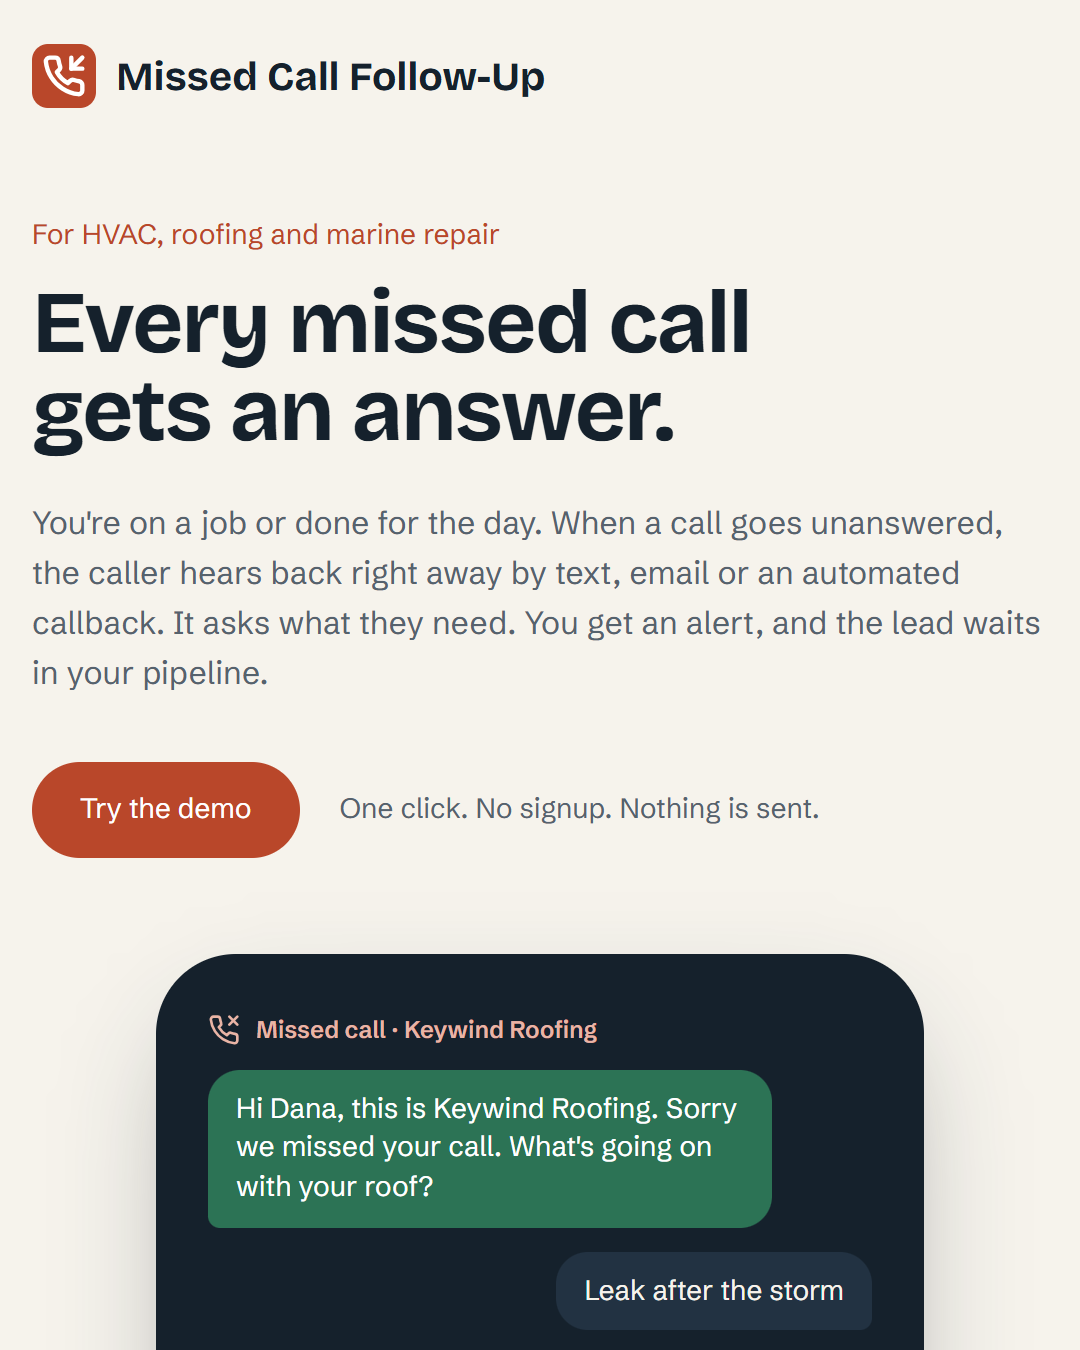 Missed Call Follow-Up
For HVAC, roofing and marine repair
Every missed call
gets an answer.
You're on a job or done for the day. When a call goes unanswered,
the caller hears back right away by text, email or an automated
callback. It asks what they need. You get an alert, and the lead waits
in your pipeline.
Try the demo
One click. No signup. Nothing is sent.
Missed call · Keywind Roofing
Hi Dana, this is Keywind Roofing. Sorry
we missed your call. What's going on
with your roof?
Leak after the storm